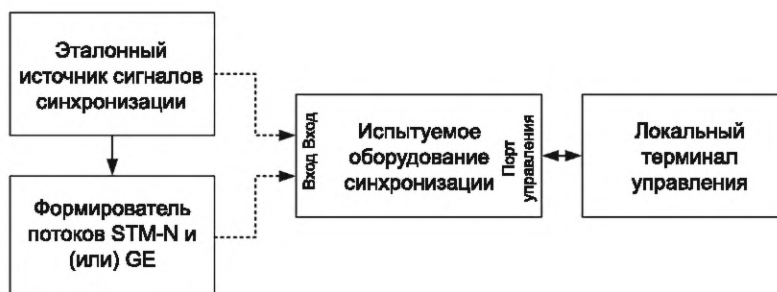 Эталонный
источник сигналов
синхронизации
Формирователь
потоков STM-N и
(или) GE
Вход Вход
Испытуемое
оборудование
синхронизации
Порт
управления
Локальный
терминал
управления